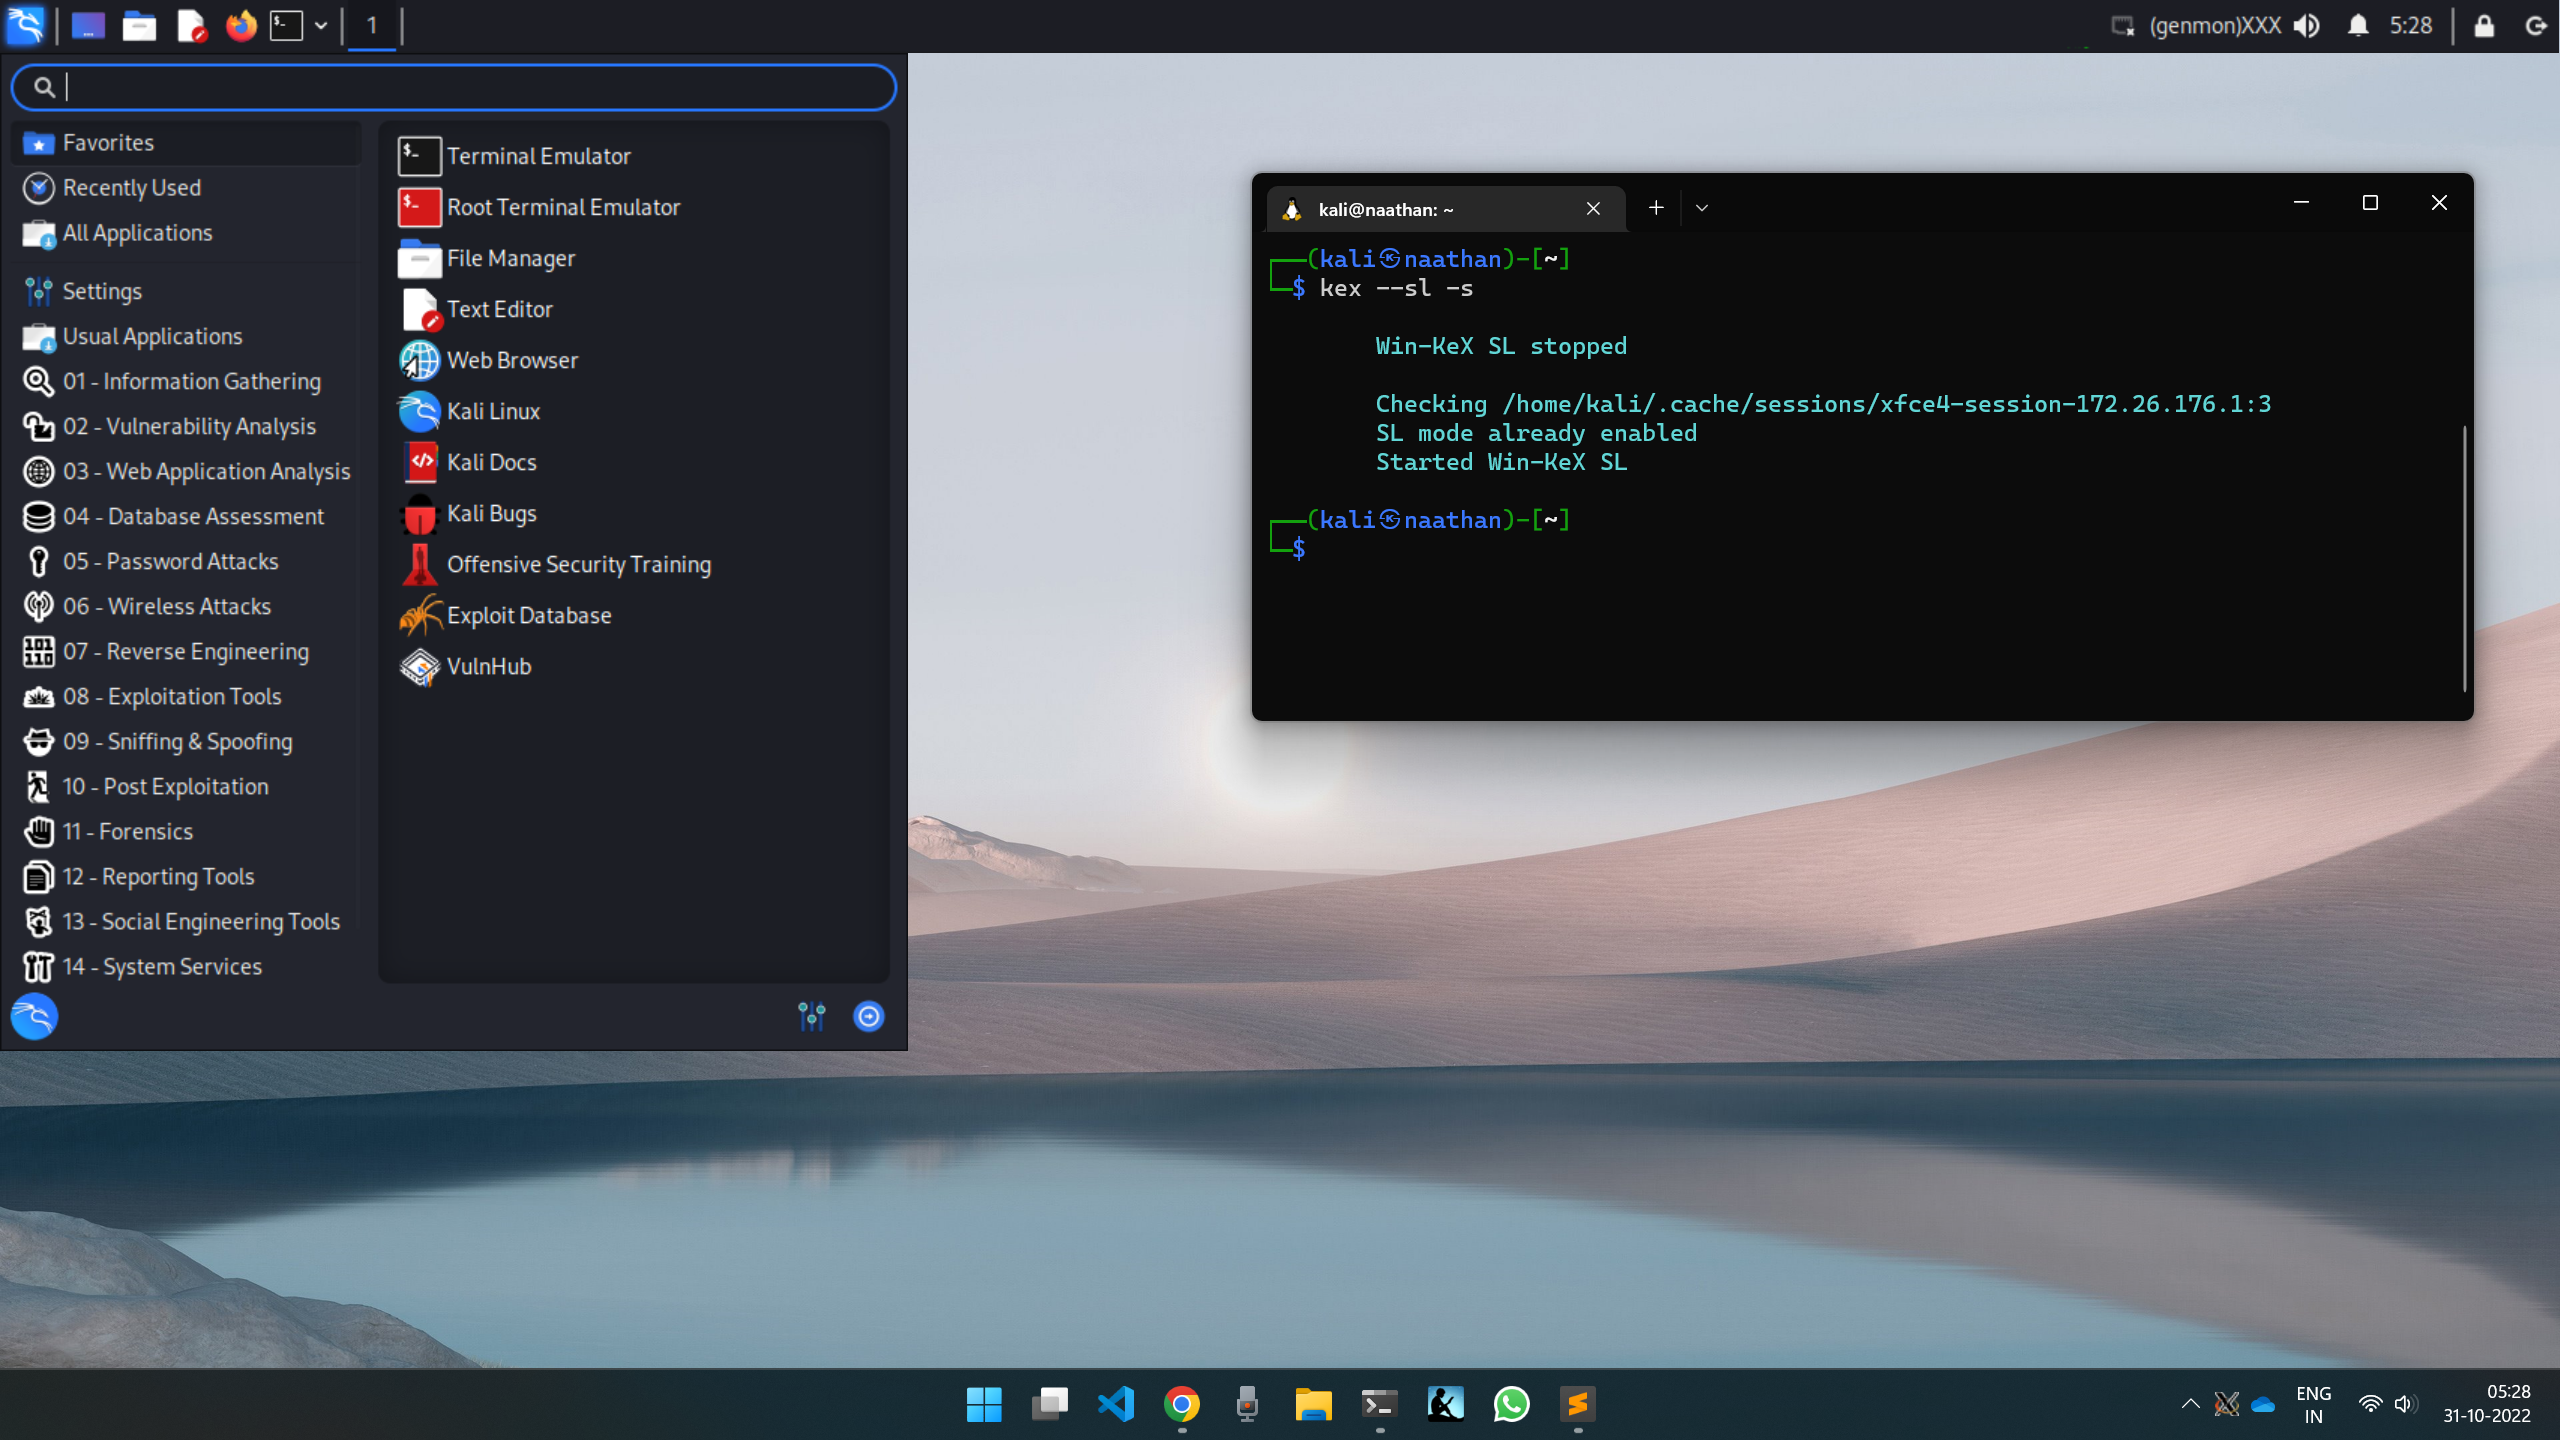 1
(genmon)XXX
5:28
Favorites
Recently Used
All Applications
Settings
Usual Applications
01 - Information Gathering
02 - Vulnerability Analysis
03 - Web Application Analysis
04 - Database Assessment
05 - Password Attacks
06 - Wireless Attacks
07 - Reverse Engineering
08 - Exploitation Tools
09 - Sniffing & Spoofing
10 - Post Exploitation
11 - Forensics
12 - Reporting Tools
13 - Social Engineering Tools
14 - System Services
Terminal Emulator
Root Terminal Emulator
File Manager
Text Editor
Web Browser
Kali Linux
Kali Docs
Kali Bugs
Offensive Security Training
Exploit Database
VulnHub
kali@naathan: ~
┌──(kali㉿naathan)-[~]
└─$ kex --sl -s
Win-KeX SL stopped
Checking /home/kali/.cache/sessions/xfce4-session-172.26.176.1:3
SL mode already enabled
Started Win-KeX SL
┌──(kali㉿naathan)-[~]
└─$
ENG
IN
05:28
31-10-2022